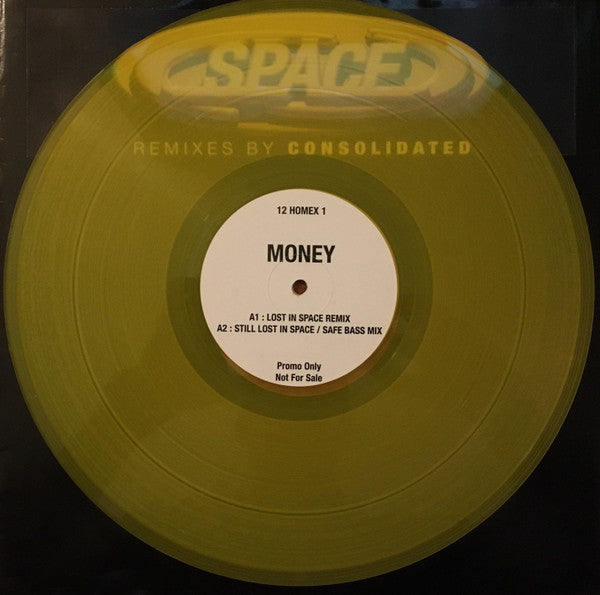 SPACE
REMIXES BY CONSOLIDATED
12 HOMEX 1
MONEY
A1 : LOST IN SPACE REMIX
A2 : STILL LOST IN SPACE / SAFE BASS MIX
Promo Only
Not For Sale